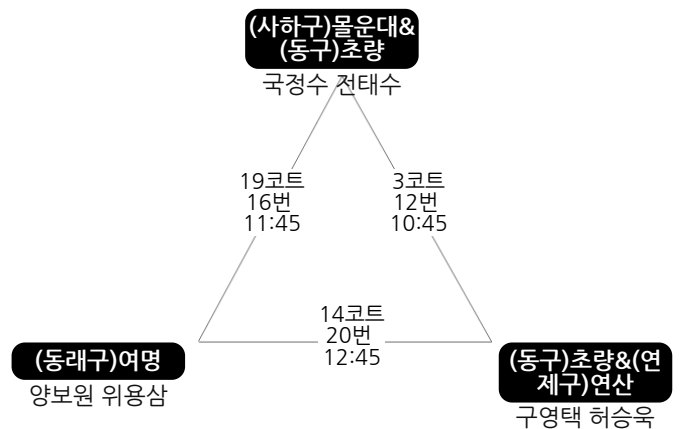 (사하구)몰운대&
(동구)초량
국정수 전태수
19코트
16번
11:45
3코트
12번
10:45
14코트
20번
12:45
(동래구)여명
양보원 위용삼
(동구)초량&(연
제구)연산
구영택 허승욱